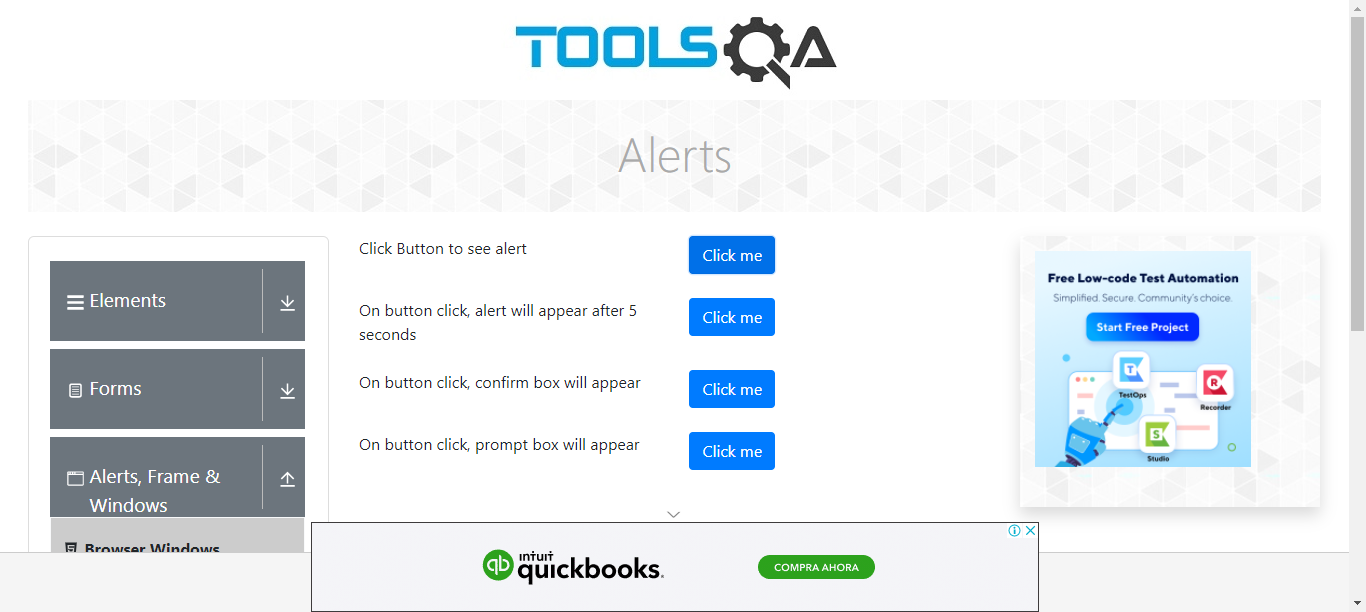 TOOLSQA
Alerts
Elements
Forms
Alerts, Frame &
Windows
Browser Windows
Click Button to see alert
Click me
On button click, alert will appear after 5
seconds
Click me
On button click, confirm box will appear
Click me
On button click, prompt box will appear
Click me
Free Low-code Test Automation
Simplified. Secure. Community's choice.
Start Free Project
T
TestOps
R
Recorder
S
Studio
qb
intuit
quickbooks.
COMPRA AHORA